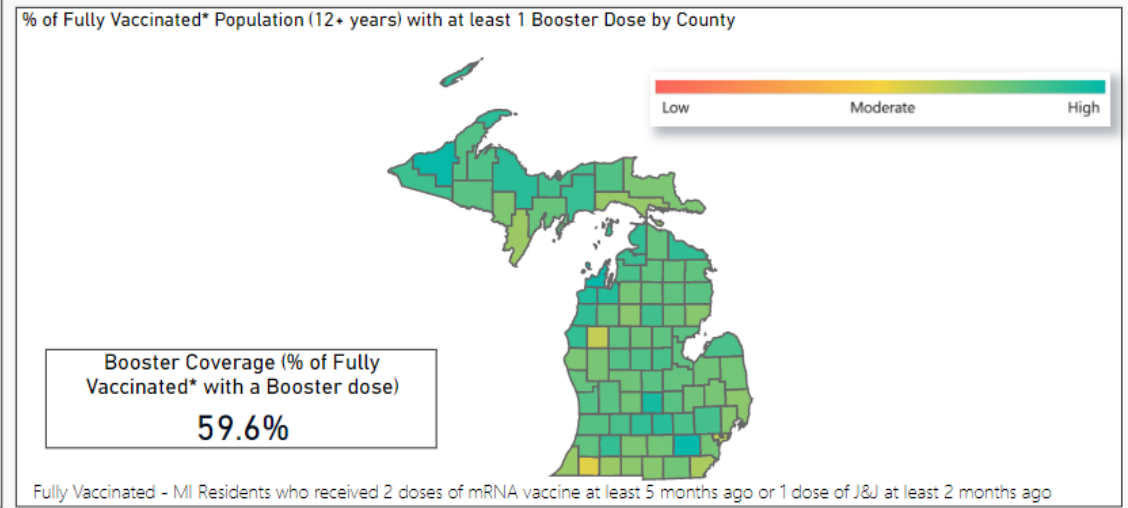 % of Fully Vaccinated* Population (12+ years) with at least 1 Booster Dose by County
Low Moderate High
Booster Coverage (% of Fully
Vaccinated* with a Booster dose)
59.6%
Fully Vaccinated - MI Residents who received 2 doses of mRNA vaccine at least 5 months ago or 1 dose of J&J at least 2 months ago